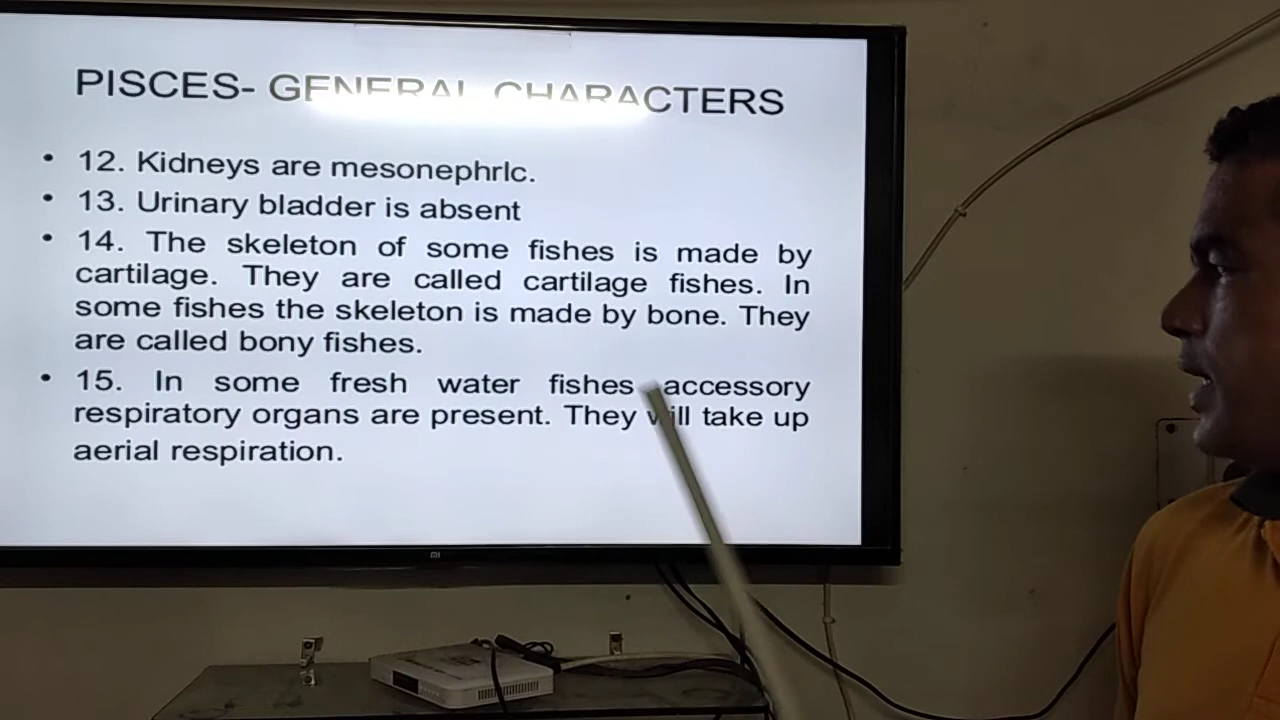 PISCES- GENERAL CHARACTERS
• 12. Kidneys are mesonephrIc.
• 13. Urinary bladder is absent
• 14. The skeleton of some fishes is made by
cartilage. They are called cartilage fishes. In
some fishes the skeleton is made by bone. They
are called bony fishes.
• 15. In some fresh water fishes accessory
respiratory organs are present. They will take up
aerial respiration.
mi